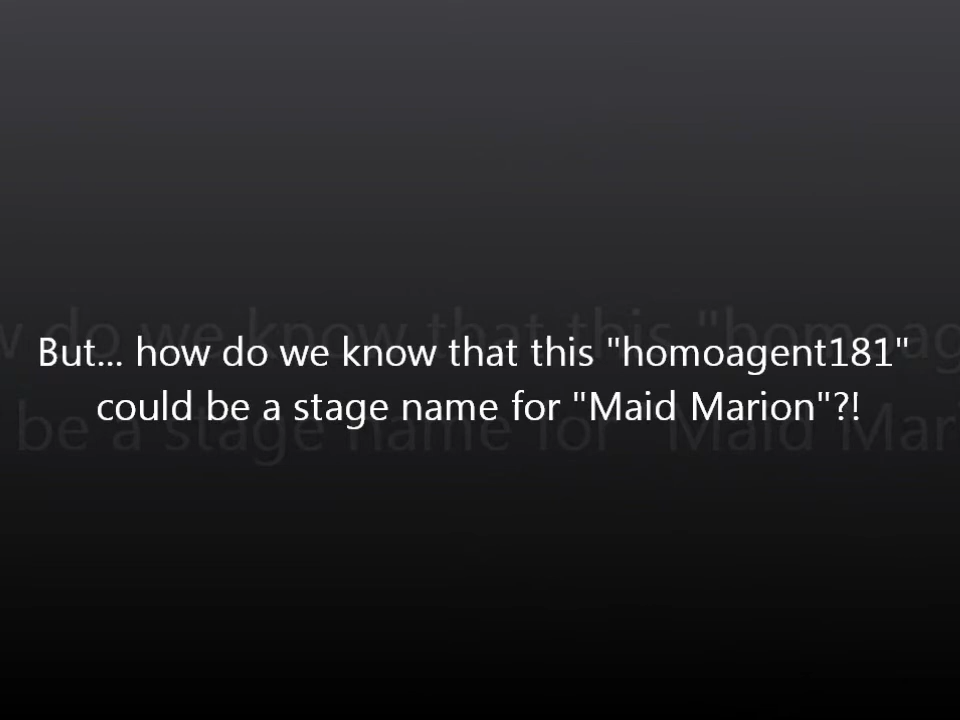 But... how do we know that this "homoagent181"
could be a stage name for "Maid Marion"?!